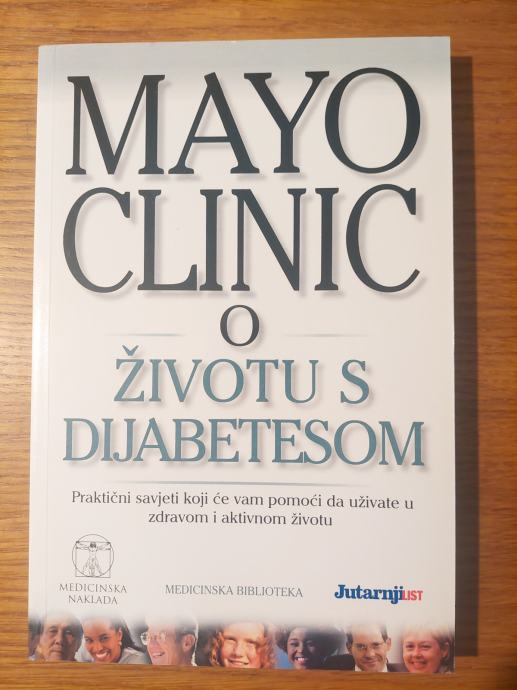 MAYO
CLINIC
O
ŽIVOTU S
DIJABETESOM
Praktični savjeti koji će vam pomoći da uživate u
zdravom i aktivnom životu
MEDICINSKA
NAKLADA
MEDICINSKA BIBLIOTEKA
JutarnjiLIST